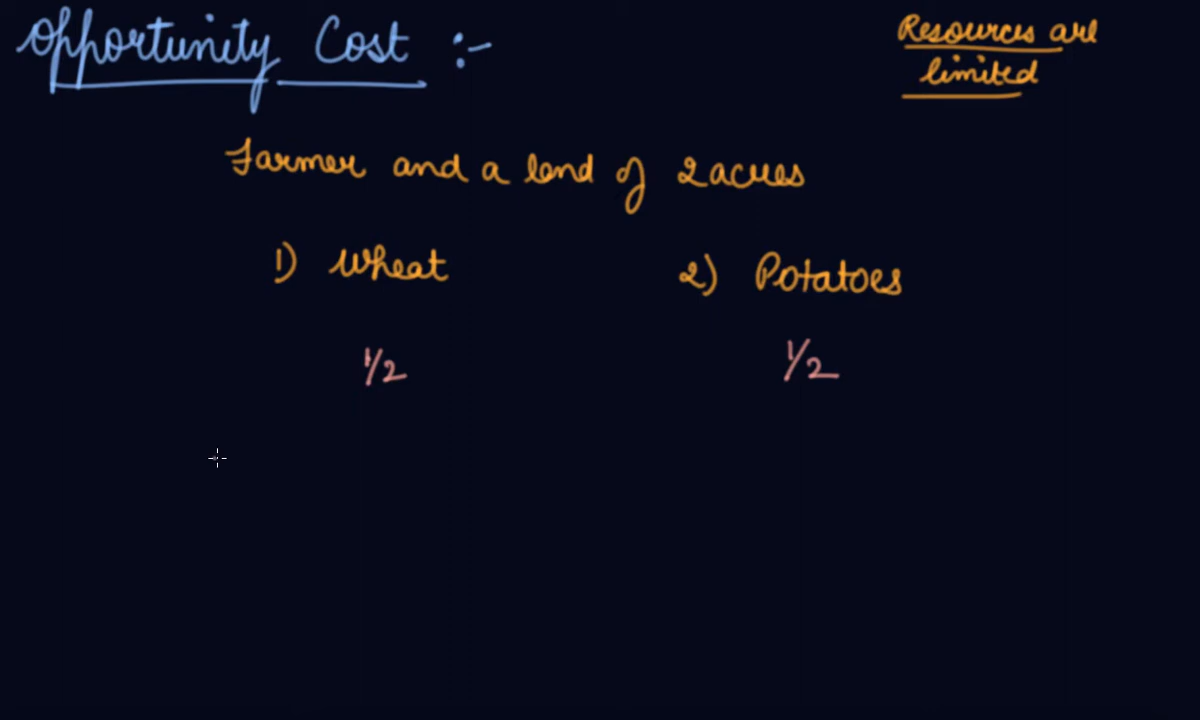 Opportunity Cost :-
Resources are
limited
Farmer and a land of 2 acres
1) Wheat
2) Potatoes
1/2
1/2